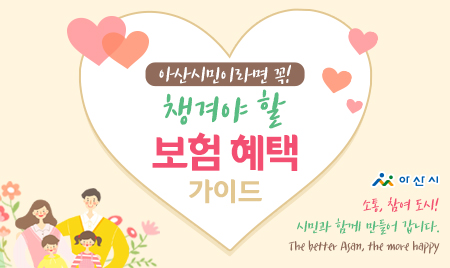 아산시민이라면 꼭!
챙겨야 할
보험 혜택
가이드
아산시
소통, 참여 도시!
시민과 함께 만들어 갑니다.
The better Asan, the more happy